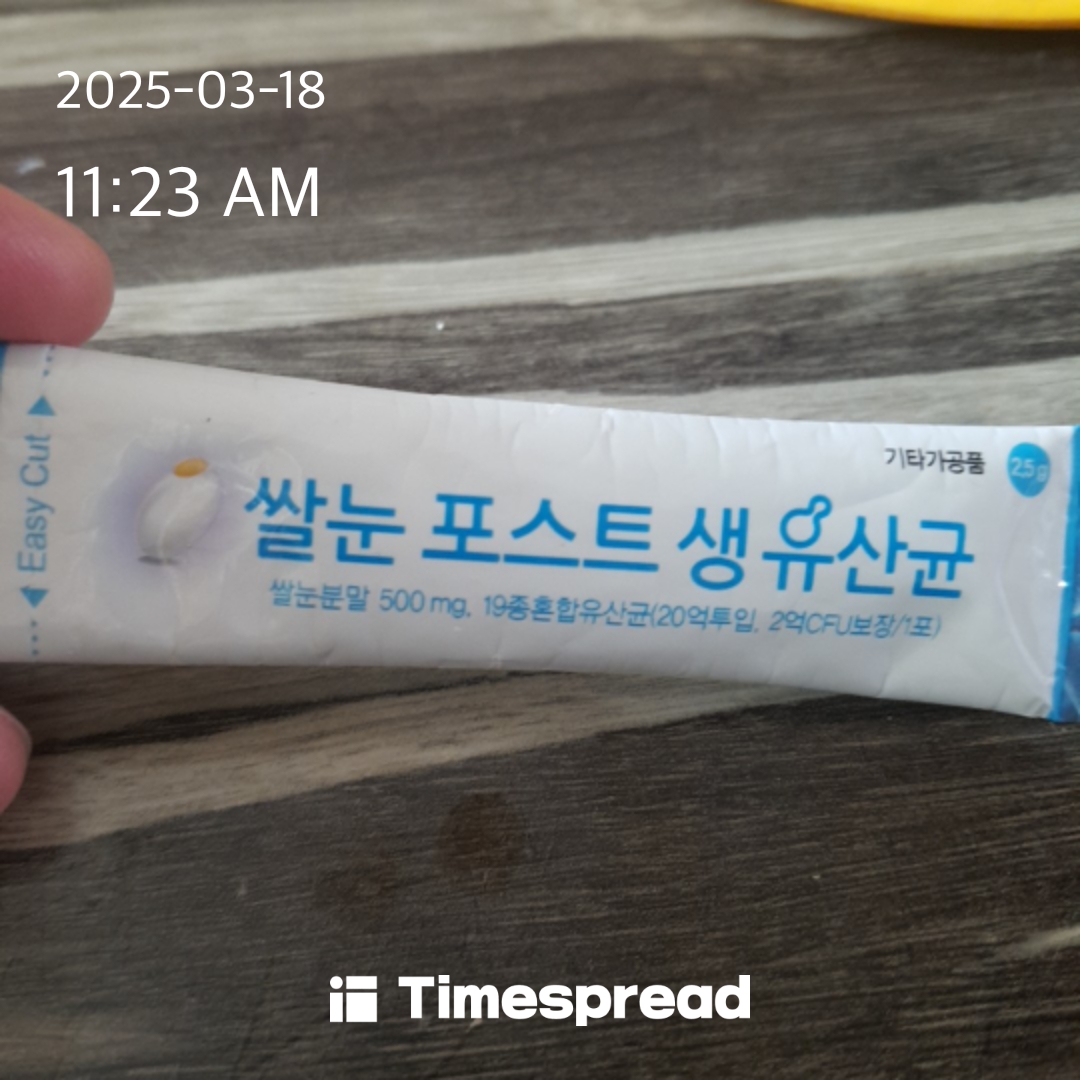 2025-03-18
11:23 AM
Easy Cut
기타가공품 2.5g
쌀눈 포스트 생 유산균
쌀눈분말 500mg, 19종혼합유산균(20억투입, 2억CFU보장/1포)
Timespread